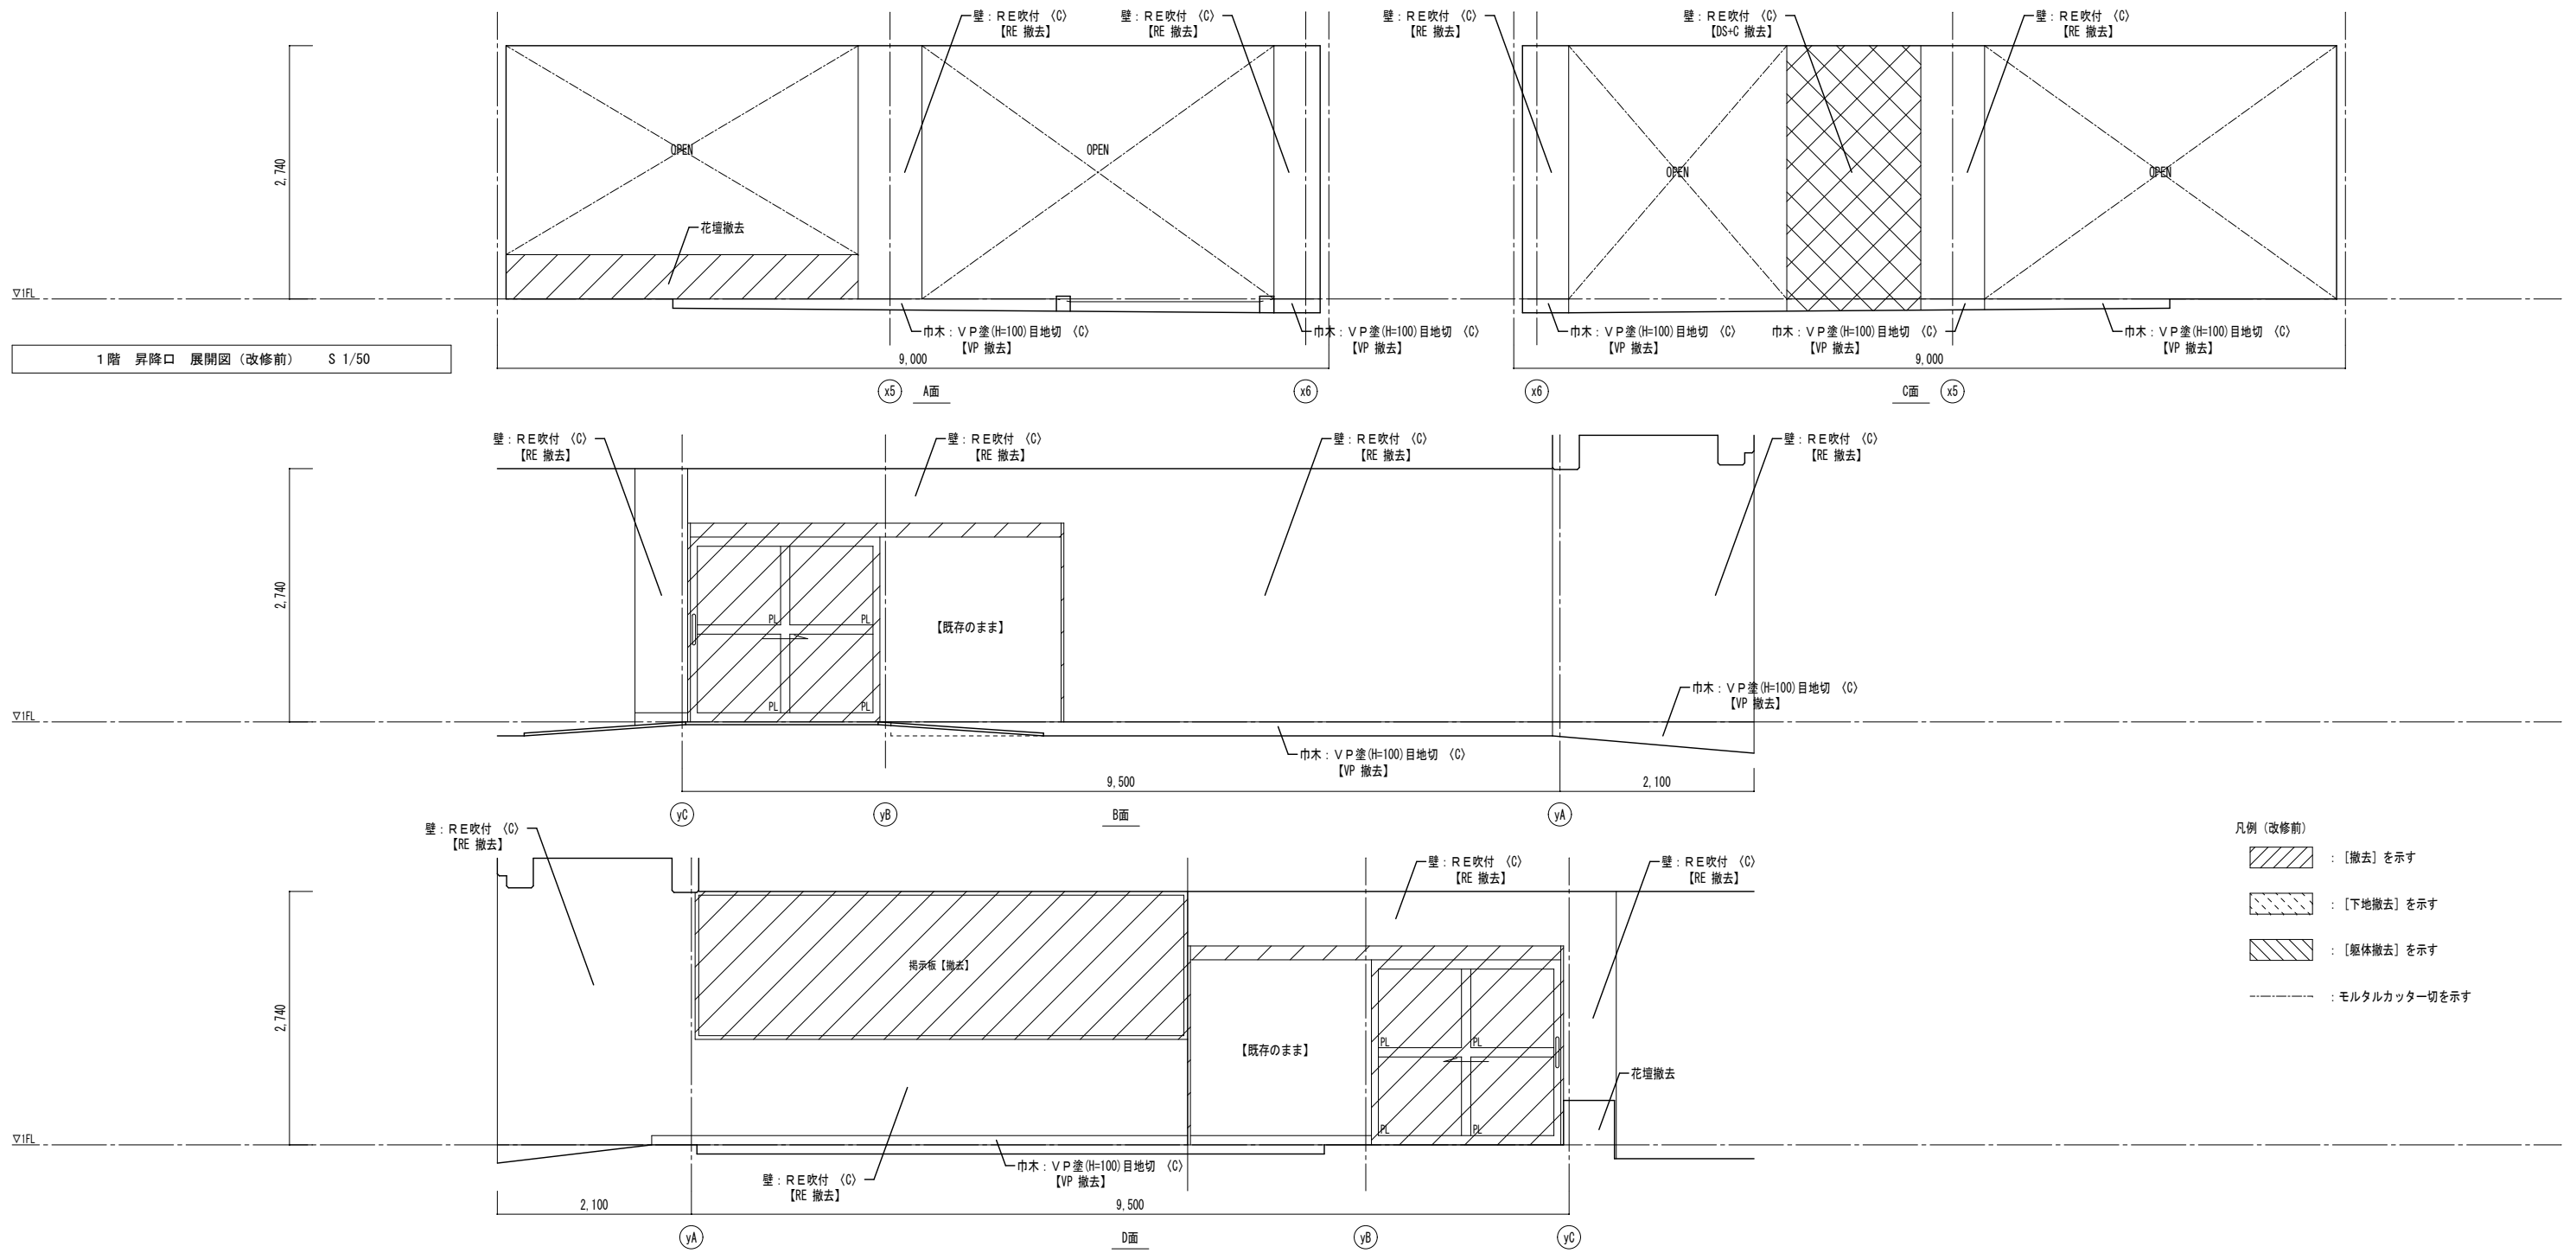 壁：ＲＥ吹付 〈C〉
【RE 撤去】
壁：ＲＥ吹付 〈C〉
【RE 撤去】
壁：ＲＥ吹付 〈C〉
【RE 撤去】
壁：ＲＥ吹付 〈C〉
【DS+C 撤去】
壁：ＲＥ吹付 〈C〉
【RE 撤去】
2,740
OPEN
OPEN
OPEN
OPEN
花壇撤去
▽1FL
巾木：ＶＰ塗(H=100)目地切 〈C〉
【VP 撤去】
巾木：ＶＰ塗(H=100)目地切 〈C〉
【VP 撤去】
巾木：ＶＰ塗(H=100)目地切 〈C〉
【VP 撤去】
巾木：ＶＰ塗(H=100)目地切 〈C〉
【VP 撤去】
巾木：ＶＰ塗(H=100)目地切 〈C〉
【VP 撤去】
1階　昇降口　展開図（改修前）　　S 1/50
9,000
9,000
x5
A面
x6
x6
C面
x5
壁：ＲＥ吹付 〈C〉
【RE 撤去】
壁：ＲＥ吹付 〈C〉
【RE 撤去】
壁：ＲＥ吹付 〈C〉
【RE 撤去】
壁：ＲＥ吹付 〈C〉
【RE 撤去】
2,740
PL
PL
【既存のまま】
PL
PL
巾木：ＶＰ塗(H=100)目地切 〈C〉
【VP 撤去】
▽1FL
巾木：ＶＰ塗(H=100)目地切 〈C〉
【VP 撤去】
9,500
2,100
yC
yB
B面
yA
壁：ＲＥ吹付 〈C〉
【RE 撤去】
壁：ＲＥ吹付 〈C〉
【RE 撤去】
壁：ＲＥ吹付 〈C〉
【RE 撤去】
2,740
掲示板【撤去】
【既存のまま】
PL
PL
PL
PL
花壇撤去
▽1FL
巾木：ＶＰ塗(H=100)目地切 〈C〉
【VP 撤去】
壁：ＲＥ吹付 〈C〉
【RE 撤去】
2,100
9,500
yA
D面
yB
yC
凡例（改修前）
：［撤去］を示す
：［下地撤去］を示す
：［躯体撤去］を示す
：モルタルカッター切を示す